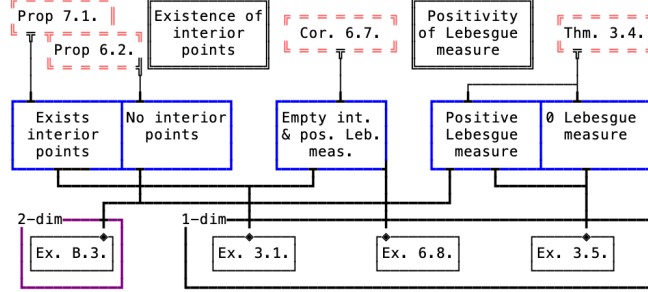 Prop 7.1.
Prop 6.2.
Existence of
interior
points
Cor. 6.7.
Positivity
of Lebesgue
measure
Thm. 3.4.
Exists
interior
points
No interior
points
Empty int.
& pos. Leb.
meas.
Positive
Lebesgue
measure
0 Lebesgue
measure
2-dim
1-dim
Ex. B.3.
Ex. 3.1.
Ex. 6.8.
Ex. 3.5.